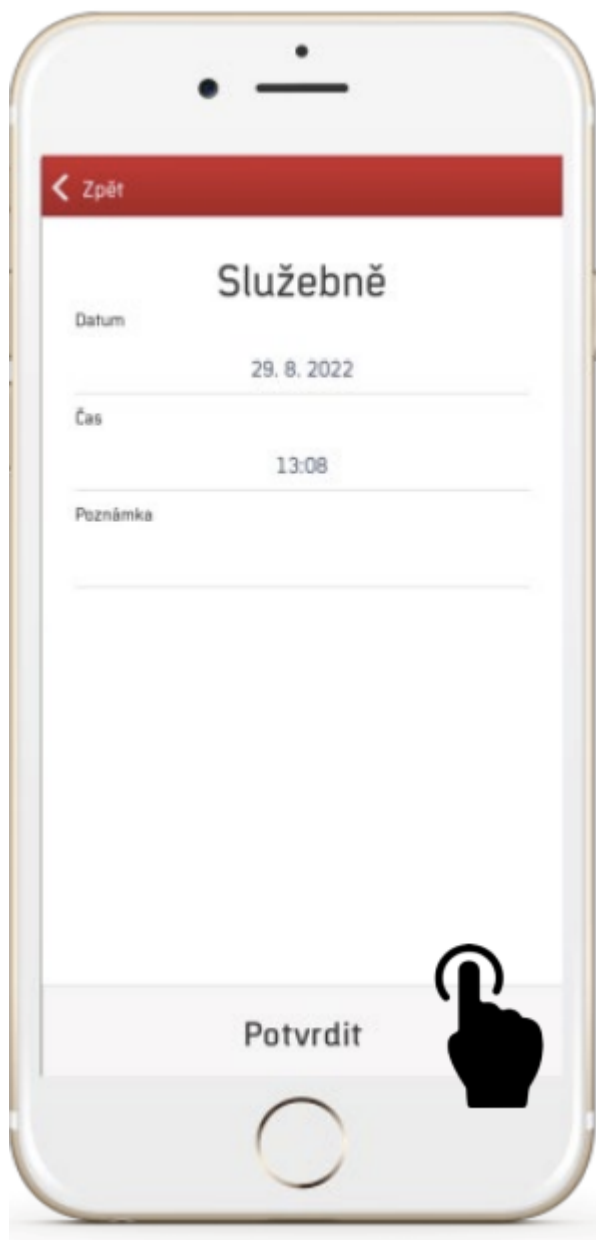 Zpět
Služebně
Datum
29. 8. 2022
Čas
13:08
Poznámka
Potvrdit